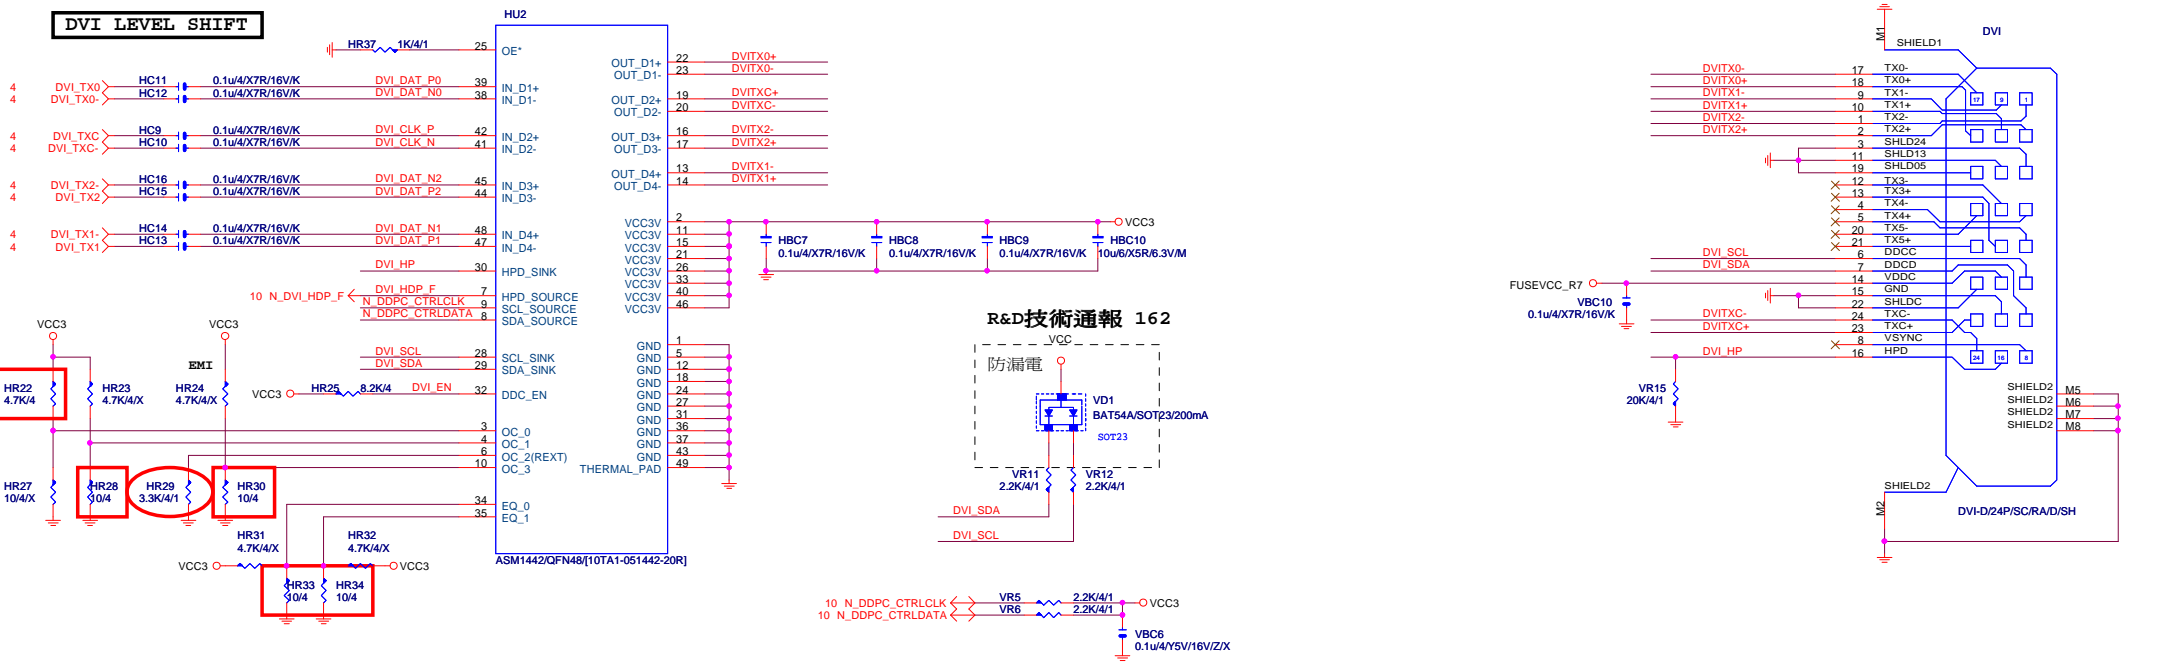 DVI LEVEL SHIFT
HU2
HR37 1K/4/1 25 OE*
4 DVI_TX0 HC11 0.1u/4/X7R/16V/K DVI_DAT_P0 39 IN_D1+
4 DVI_TX0- HC12 0.1u/4/X7R/16V/K DVI_DAT_N0 38 IN_D1-
4 DVI_TXC HC9 0.1u/4/X7R/16V/K DVI_CLK_P 42 IN_D2+
4 DVI_TXC- HC10 0.1u/4/X7R/16V/K DVI_CLK_N 41 IN_D2-
4 DVI_TX2- HC16 0.1u/4/X7R/16V/K DVI_DAT_N2 45 IN_D3+
4 DVI_TX2 HC15 0.1u/4/X7R/16V/K DVI_DAT_P2 44 IN_D3-
4 DVI_TX1- HC14 0.1u/4/X7R/16V/K DVI_DAT_N1 48 IN_D4+
4 DVI_TX1 HC13 0.1u/4/X7R/16V/K DVI_DAT_P1 47 IN_D4-
DVI_HP 30 HPD_SINK
10 N_DVI_HDP_F DVI_HDP_F 7 HPD_SOURCE
N_DDPC_CTRLCLK 9 SCL_SOURCE
N_DDPC_CTRLDATA 8 SDA_SOURCE
DVI_SCL 28 SCL_SINK
DVI_SDA 29 SDA_SINK
VCC3 HR25 8.2K/4 DVI_EN 32 DDC_EN
3 OC_0
4 OC_1
6 OC_2(REXT)
10 OC_3
34 EQ_0
35 EQ_1
VCC3
VCC3
EMI
HR22
4.7K/4
HR23
4.7K/4/X
HR24
4.7K/4/X
HR27
10/4/X
HR28
10/4
HR29
3.3K/4/1
HR30
10/4
HR31
4.7K/4/X
HR32
4.7K/4/X
VCC3
VCC3
HR33
10/4
HR34
10/4
OUT_D1+ 22 DVITX0+
OUT_D1- 23 DVITX0-
OUT_D2+ 19 DVITXC+
OUT_D2- 20 DVITXC-
OUT_D3+ 16 DVITX2-
OUT_D3- 17 DVITX2+
OUT_D4+ 13 DVITX1-
OUT_D4- 14 DVITX1+
VCC3V 2
VCC3V 11
VCC3V 15
VCC3V 21
VCC3V 26
VCC3V 33
VCC3V 40
VCC3V 46
GND 1
GND 5
GND 12
GND 18
GND 24
GND 27
GND 31
GND 36
GND 37
GND 43
THERMAL_PAD 49
ASM1442/QFN48/[10TA1-051442-20R]
VCC3
HBC7
0.1u/4/X7R/16V/K
HBC8
0.1u/4/X7R/16V/K
HBC9
0.1u/4/X7R/16V/K
HBC10
10u/6/X5R/6.3V/M
R&D技術通報 162
VCC
防漏電
VD1
BAT54A/SOT23/200mA
SOT23
VR11
2.2K/4/1
VR12
2.2K/4/1
DVI_SDA
DVI_SCL
10 N_DDPC_CTRLCLK VR5 2.2K/4/1 VCC3
10 N_DDPC_CTRLDATA VR6 2.2K/4/1
VBC6
0.1u/4/Y5V/16V/Z/X
DVI
M1
SHIELD1
DVITX0- 17 TX0-
DVITX0+ 18 TX0+
DVITX1- 9 TX1-
DVITX1+ 10 TX1+
DVITX2- 1 TX2-
DVITX2+ 2 TX2+
3 SHLD24
11 SHLD13
19 SHLD05
12 TX3-
13 TX3+
4 TX4-
5 TX4+
20 TX5-
21 TX5+
DVI_SCL 6 DDCC
DVI_SDA 7 DDCD
FUSEVCC_R7 14 VDDC
15 GND
22 SHLDC
DVITXC- 24 TXC-
DVITXC+ 23 TXC+
8 VSYNC
DVI_HP 16 HPD
VBC10
0.1u/4/X7R/16V/K
VR15
20K/4/1
17 9 1
24 16 8
SHIELD2 M5
SHIELD2 M6
SHIELD2 M7
SHIELD2 M8
SHIELD2
M2
DVI-D/24P/SC/RA/D/SH